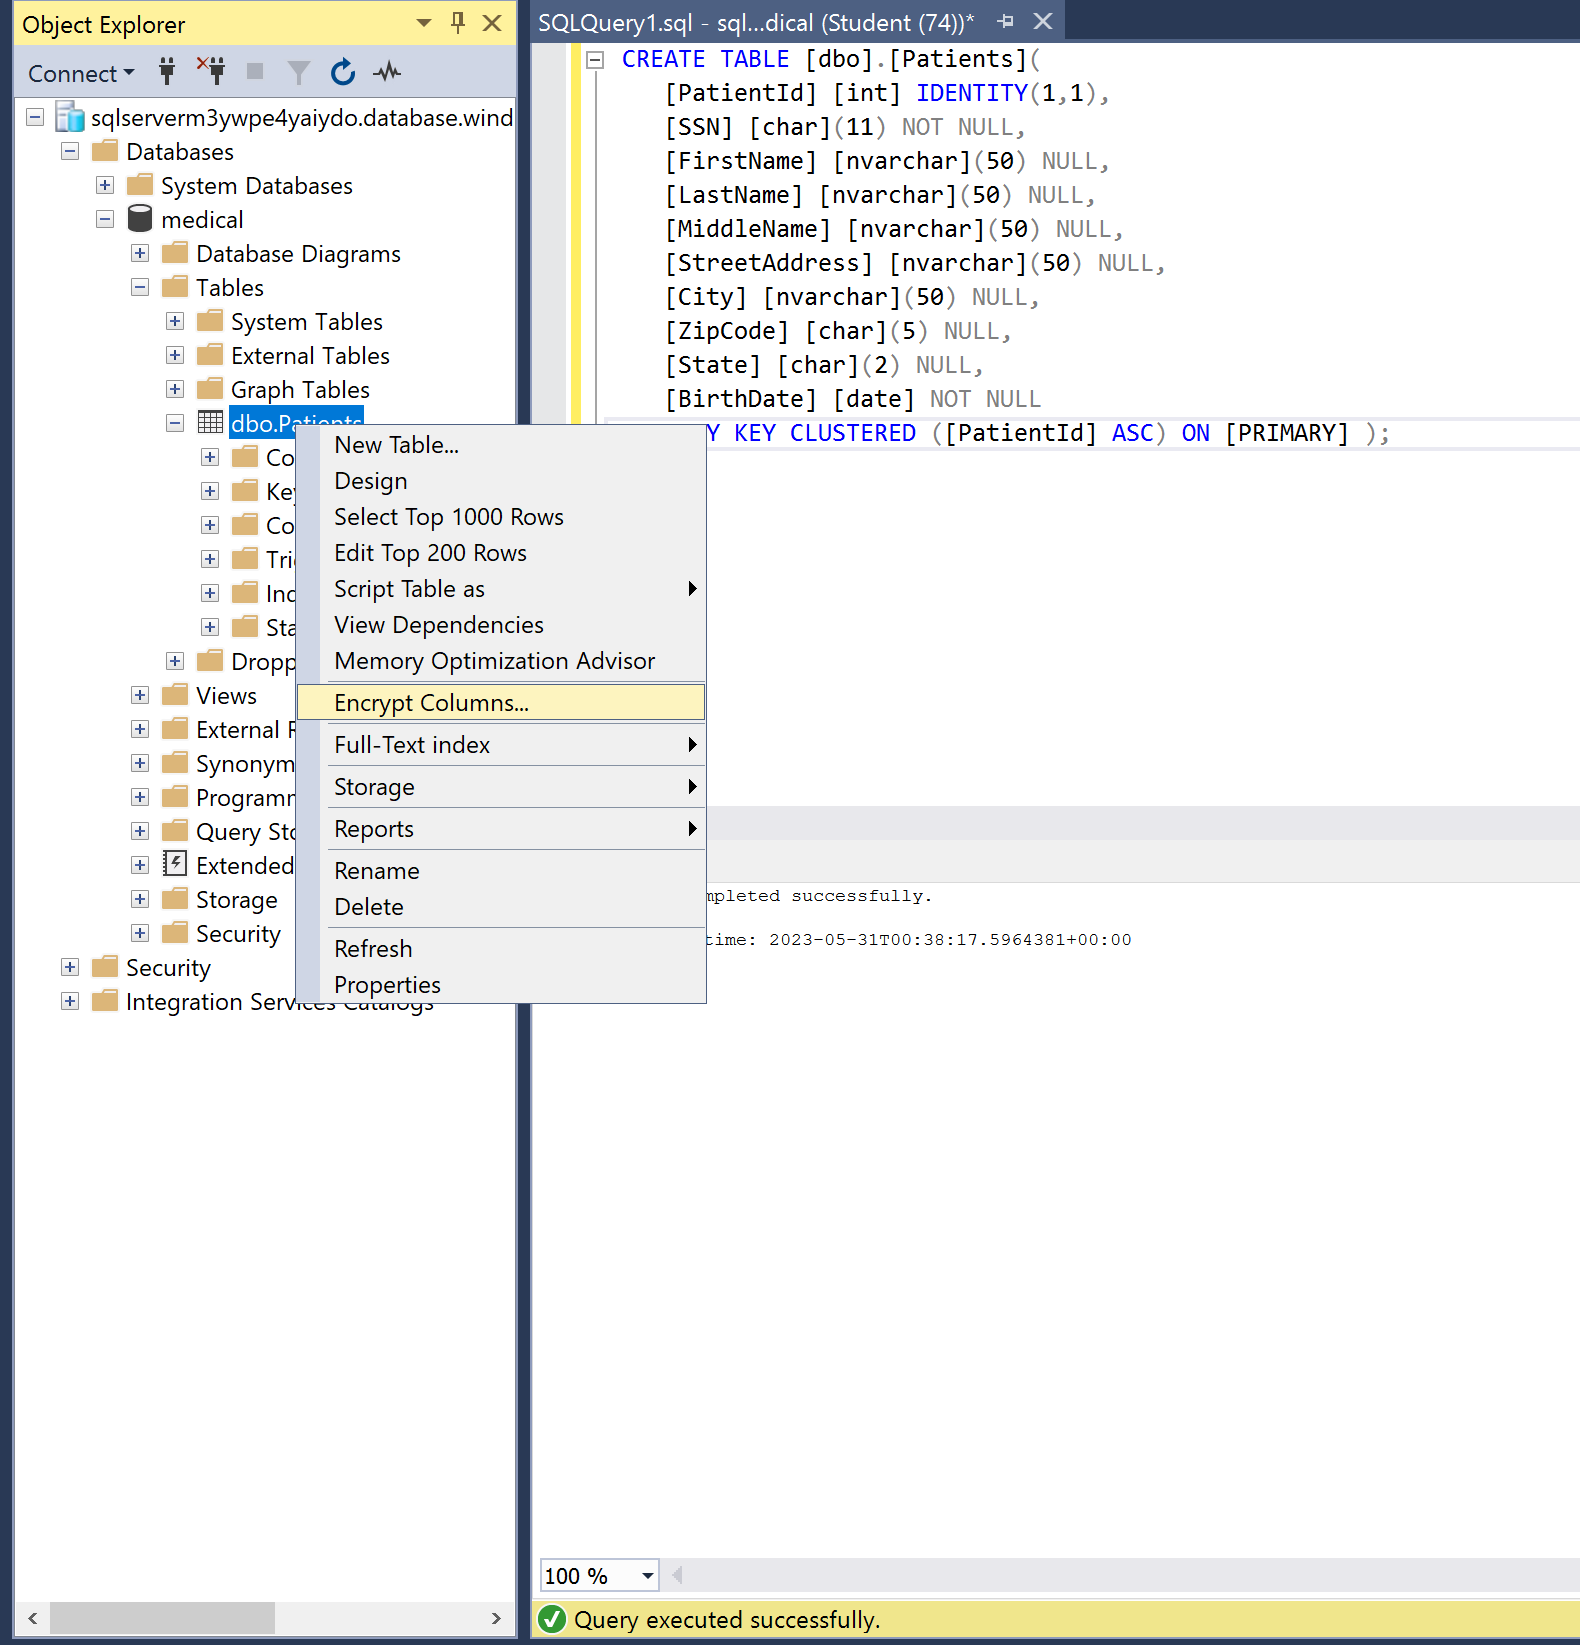 Object Explorer
Connect
sqlserverm3ywpe4yaiydo.database.wind
Databases
System Databases
medical
Database Diagrams
Tables
System Tables
External Tables
Graph Tables
dbo.Patients
Co
Key
Co
Tri
Ind
Sta
Dropp
Views
External R
Synonym
Programm
Query Sto
Extended
Storage
Security
Security
Integration Services Catalogs
New Table...
Design
Select Top 1000 Rows
Edit Top 200 Rows
Script Table as
View Dependencies
Memory Optimization Advisor
Encrypt Columns...
Full-Text index
Storage
Reports
Rename
Delete
Refresh
Properties
SQLQuery1.sql - sql...dical (Student (74))*
CREATE TABLE [dbo].[Patients](
[PatientId] [int] IDENTITY(1,1),
[SSN] [char](11) NOT NULL,
[FirstName] [nvarchar](50) NULL,
[LastName] [nvarchar](50) NULL,
[MiddleName] [nvarchar](50) NULL,
[StreetAddress] [nvarchar](50) NULL,
[City] [nvarchar](50) NULL,
[ZipCode] [char](5) NULL,
[State] [char](2) NULL,
[BirthDate] [date] NOT NULL
Y KEY CLUSTERED ([PatientId] ASC) ON [PRIMARY] );
mpleted successfully.
time: 2023-05-31T00:38:17.5964381+00:00
100 %
Query executed successfully.